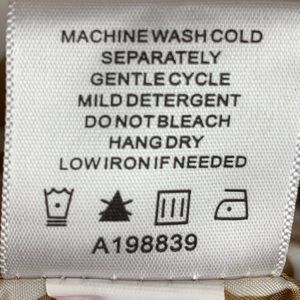 MACHINE WASH COLD
SEPARATELY
GENTLE CYCLE
MILD DETERGENT
DO NOT BLEACH
HANG DRY
LOW IRON IF NEEDED
A198839